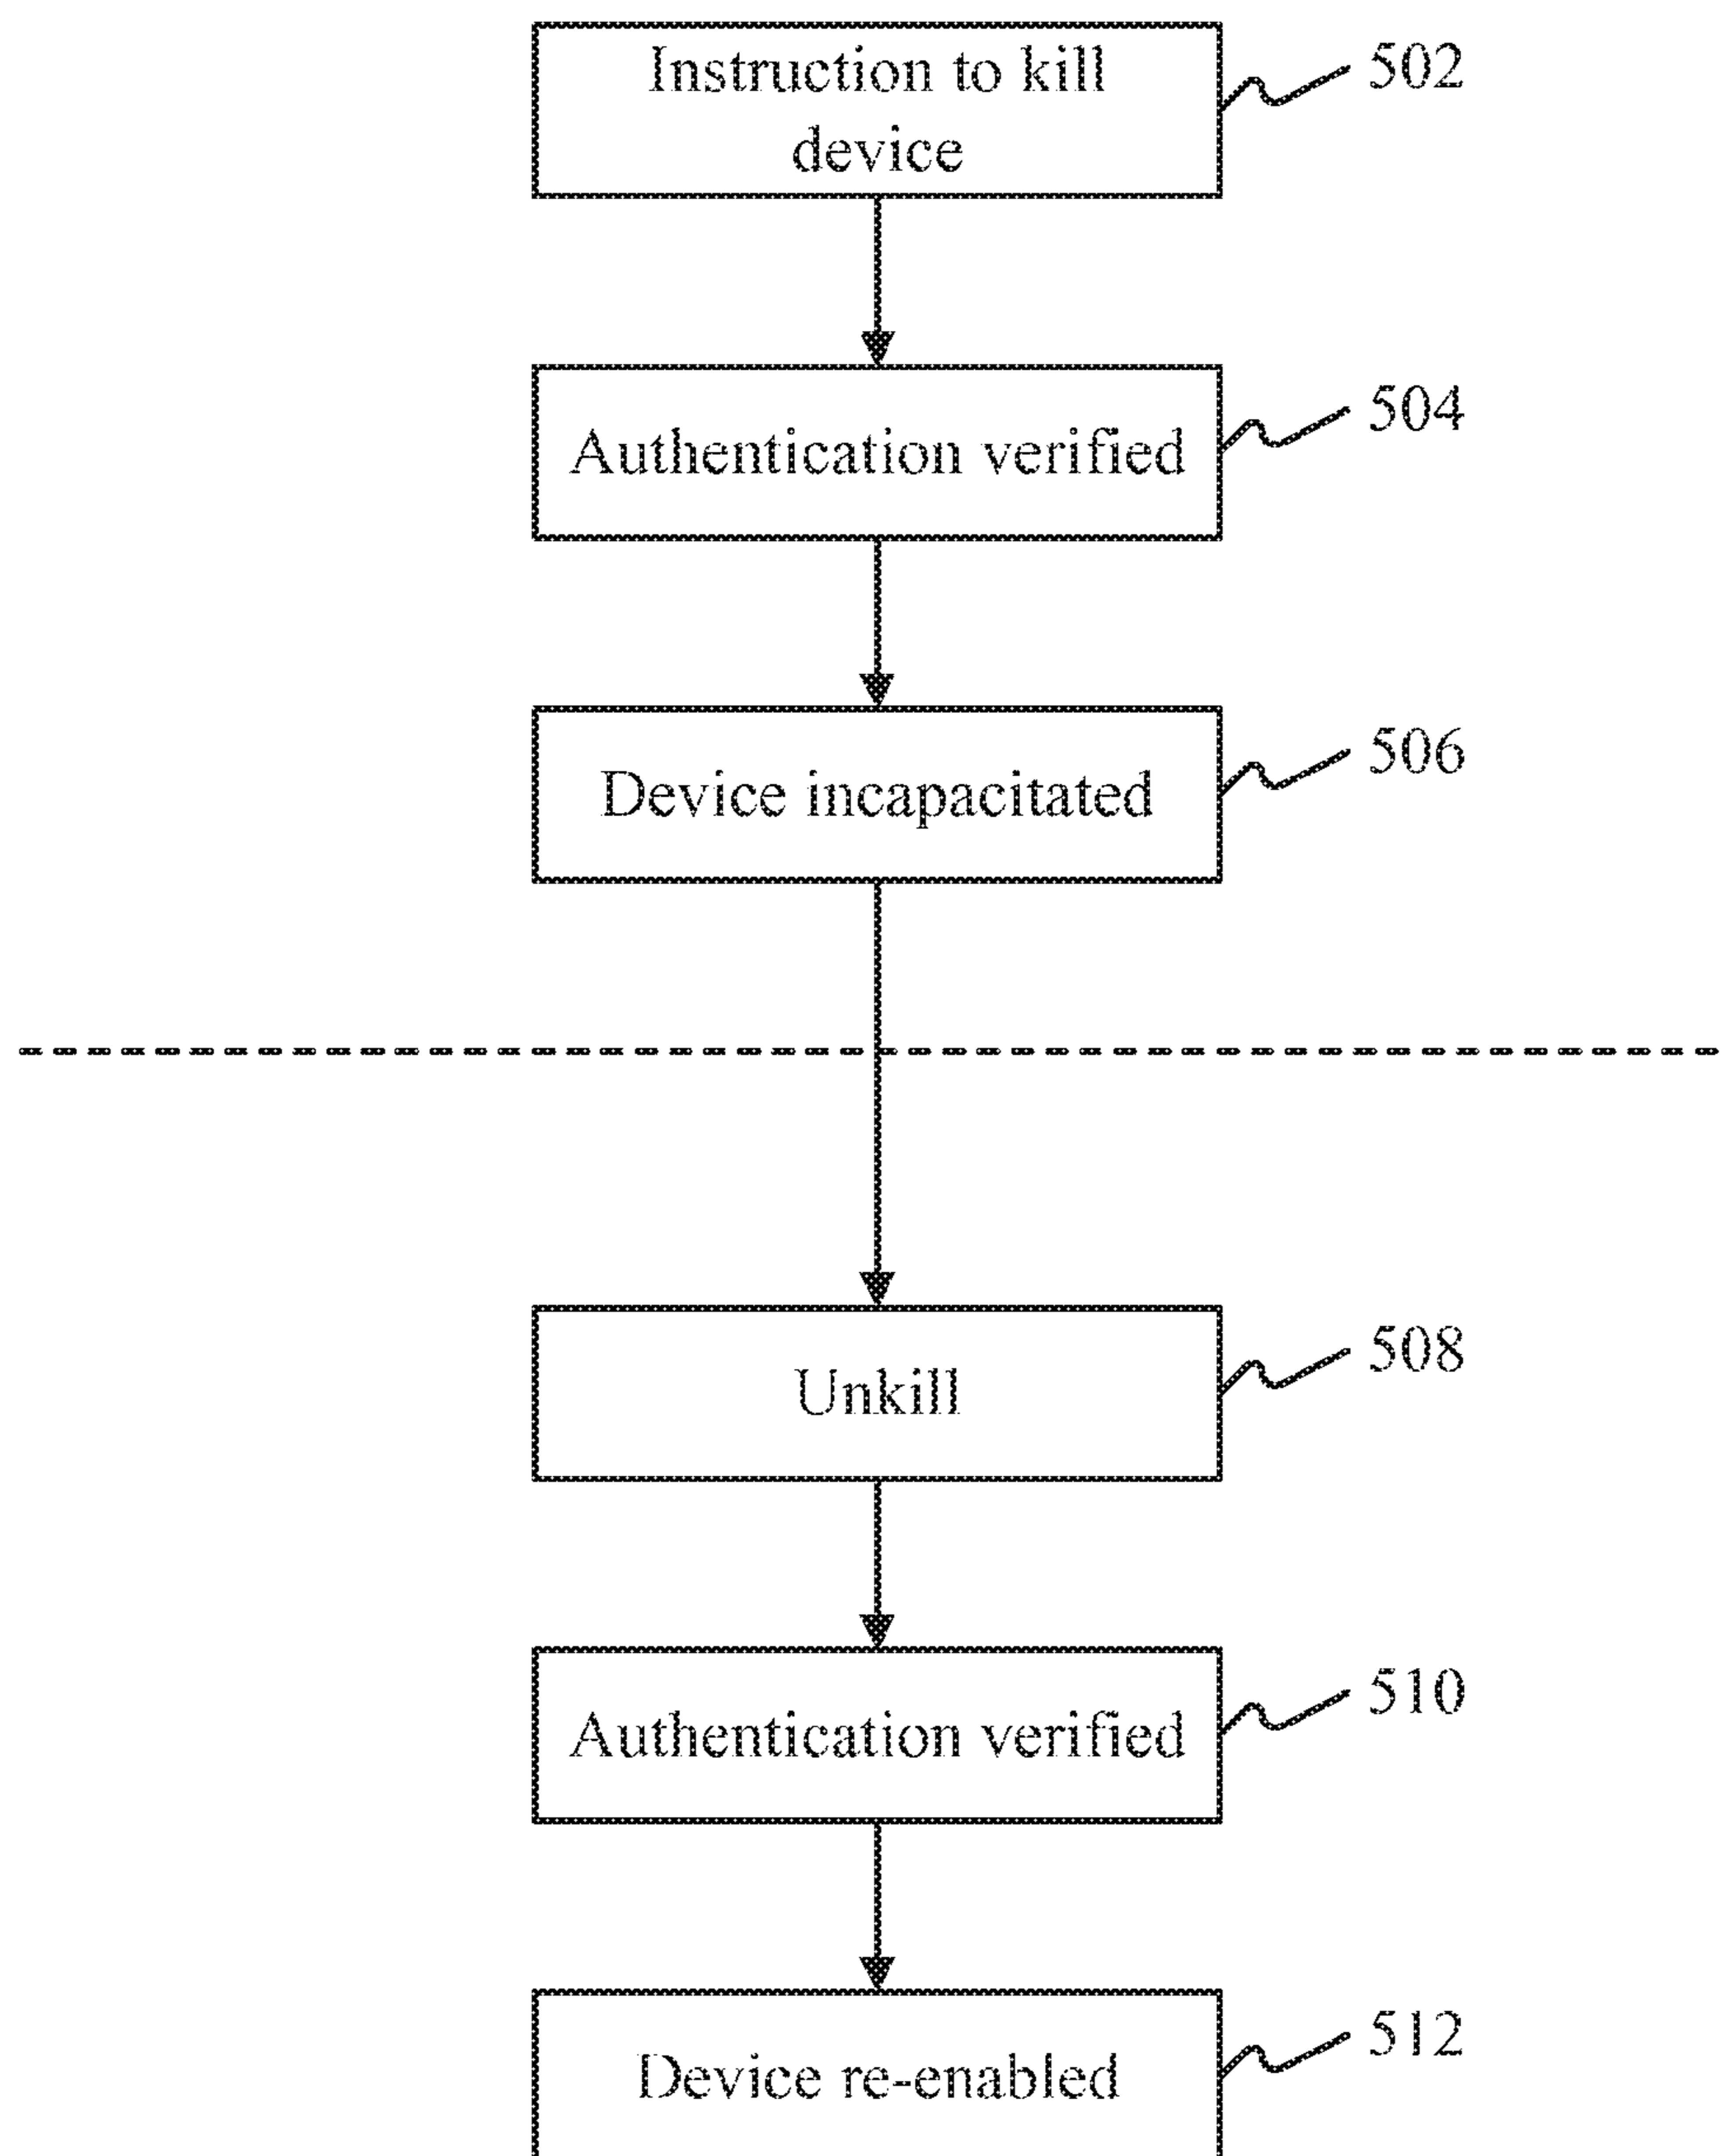 Instruction to kill
device
502
Authentication verified
504
Device incapacitated
506
Unkill
508
Authentication verified
510
Device re-enabled
512